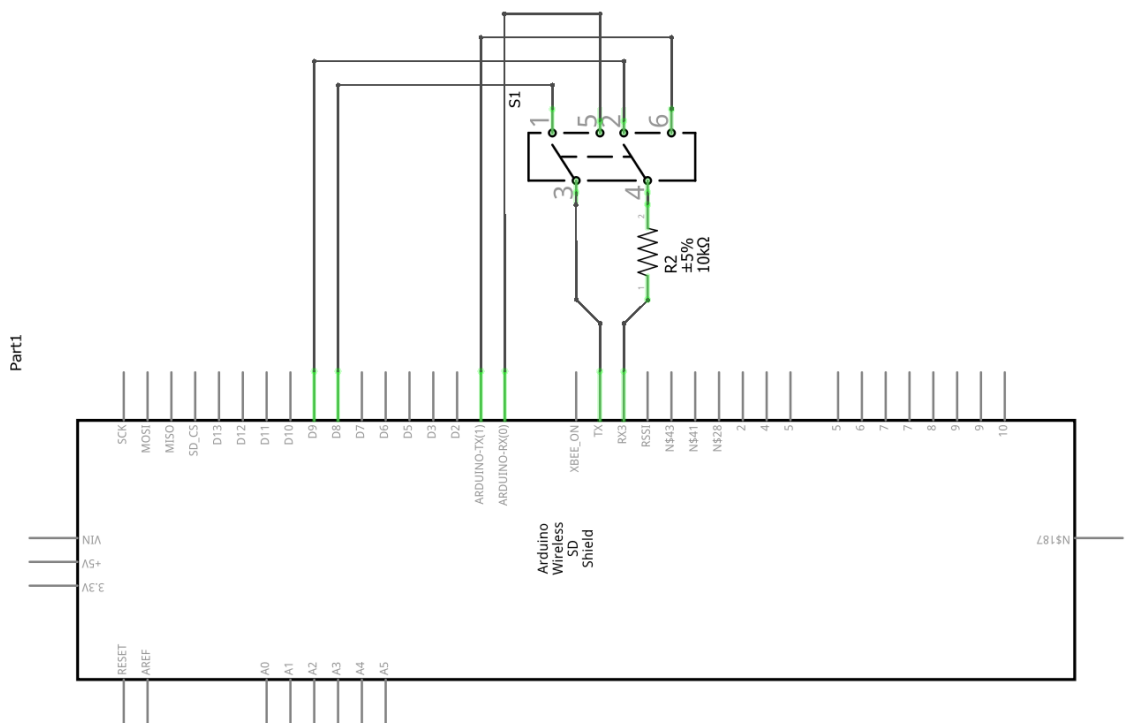 S1
1
5
2
6
3
4
2
1
R2
±5%
10kΩ
Part1
SCK
MOSI
MISO
SD_CS
D13
D12
D11
D10
D9
D8
D7
D6
D5
D3
D2
ARDUINO-TX(1)
ARDUINO-RX(0)
XBEE_ON
TX
RX3
RSSI
N$43
N$41
N$28
2
4
5
5
6
7
7
8
9
9
10
VIN
+5V
3.3V
Arduino
Wireless
SD
Shield
N$187
RESET
AREF
A0
A1
A2
A3
A4
A5